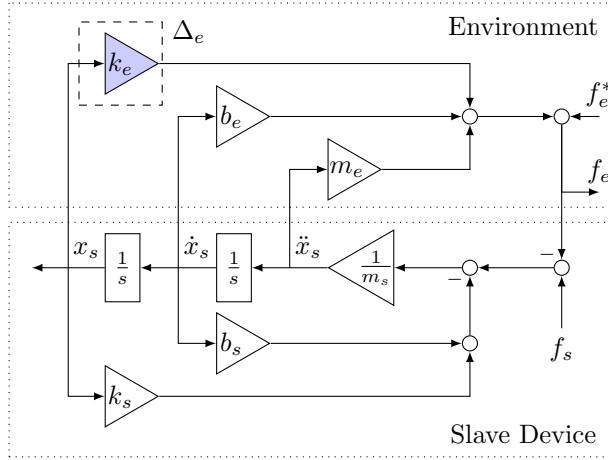 Environment
Δ_e
k_e
f_e^*
b_e
m_e
f_e
x_s
ẋ_s
ẍ_s
1/s
1/s
1/m_s
−
−
b_s
f_s
k_s
Slave Device